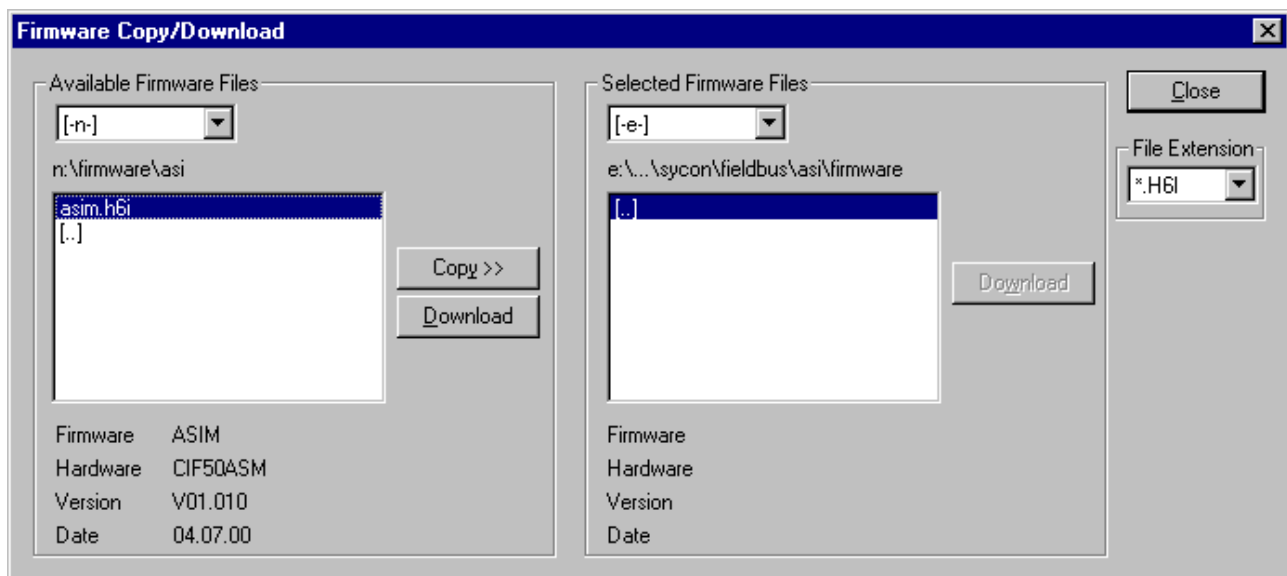 Firmware Copy/Download
Available Firmware Files
[-n-]
n:\firmware\asi
asim.h6i
[..]
Copy >>
Download
Firmware ASIM
Hardware CIF50ASM
Version V01.010
Date 04.07.00
Selected Firmware Files
[-e-]
e:\...\sycon\fieldbus\asi\firmware
[..]
Download
Firmware
Hardware
Version
Date
Close
File Extension
*.H6I